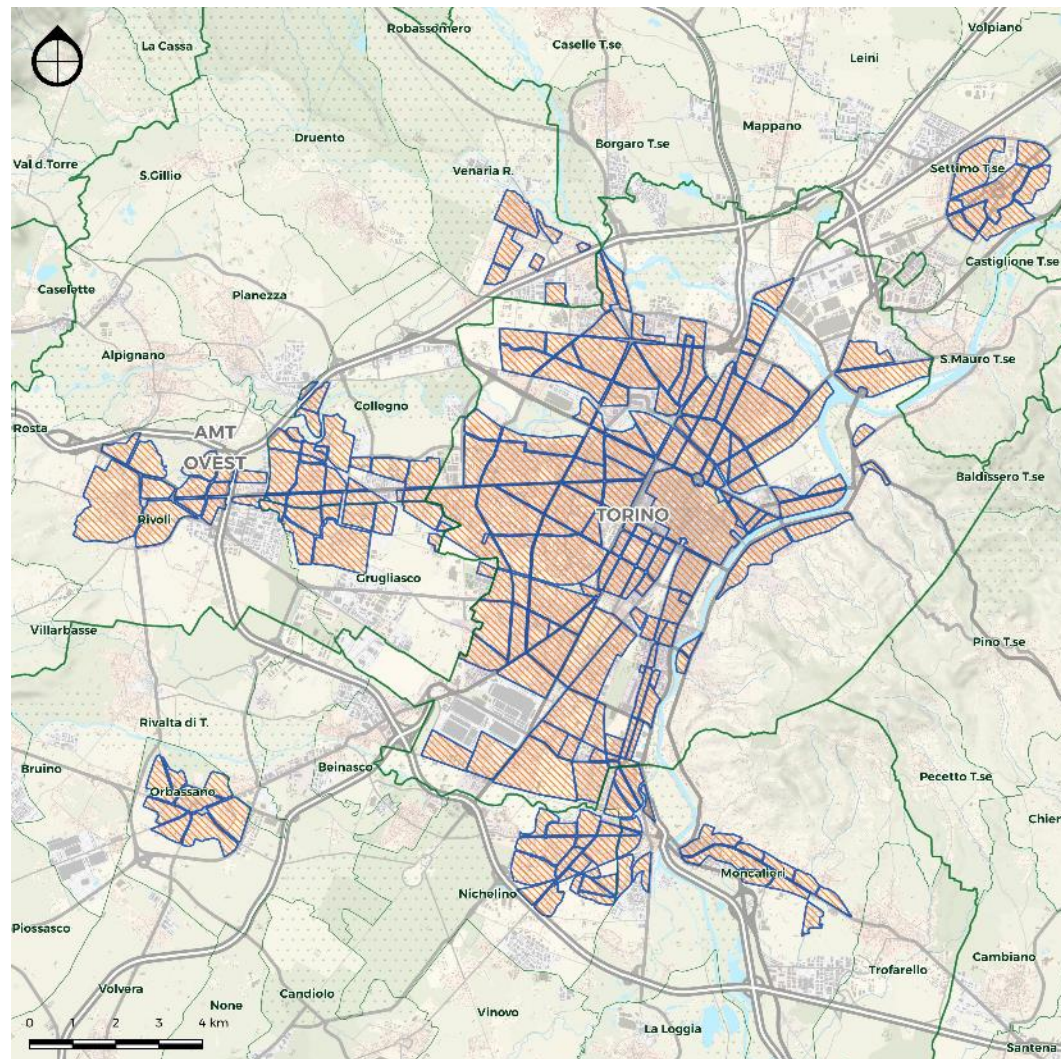 Robassomero
Volpiano
La Cassa
Caselle T.se
Leini
Mappano
Druento
Borgaro T.se
Val d.Torre
S.Gillio
Venaria R.
Settimo T.se
Castiglione T.se
Caselette
Pianezza
Alpignano
S.Mauro T.se
Collegno
Rosta
AMT
OVEST
Baldissero T.se
Rivoli
TORINO
Grugliasco
Villarbasse
Pino T.se
Rivalta di T.
Bruino
Beinasco
Pecetto T.se
Orbassano
Chier
Moncalieri
Nichelino
Piossasco
Cambiano
Trofarello
Volvera
None
Candiolo
Vinovo
La Loggia
Santena
0 1 2 3 4 km